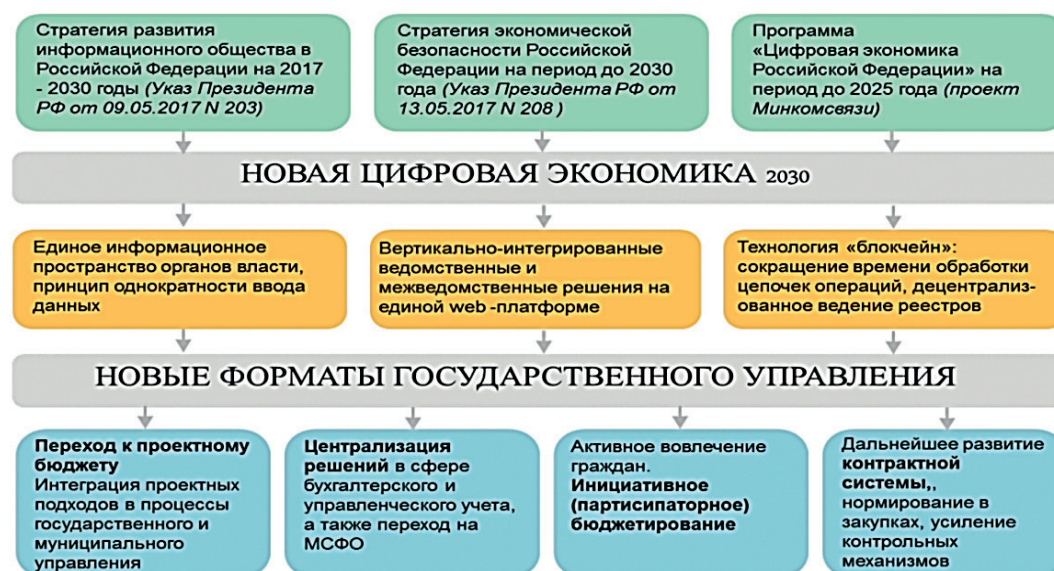 Стратегия развития
информационного общества в
Российской Федерации на 2017
- 2030 годы (Указ Президента
РФ от 09.05.2017 N 203)
Стратегия экономической
безопасности Российской
Федерации на период до 2030
года (Указ Президента РФ от
13.05.2017 N 208 )
Программа
«Цифровая экономика
Российской Федерации» на
период до 2025 года (проект
Минкомсвязи)
НОВАЯ ЦИФРОВАЯ ЭКОНОМИКА 2030
Единое информационное
пространство органов власти,
принцип однократности ввода
данных
Вертикально-интегрированные
ведомственные и
межведомственные решения на
единой web -платформе
Технология «блокчейн»:
сокращение времени обработки
цепочек операций, децентрализ-
ованное ведение реестров
НОВЫЕ ФОРМАТЫ ГОСУДАРСТВЕННОГО УПРАВЛЕНИЯ
Переход к проектному
бюджету
Интеграция проектных
подходов в процессы
государственного и
муниципального
управления
Централизация
решений в сфере
бухгалтерского и
управленческого учета,
а также переход на
МСФО
Активное вовлечение
граждан.
Инициативное
(партисипаторное)
бюджетирование
Дальнейшее развитие
контрактной
системы,,
нормирование в
закупках, усиление
контрольных
механизмов